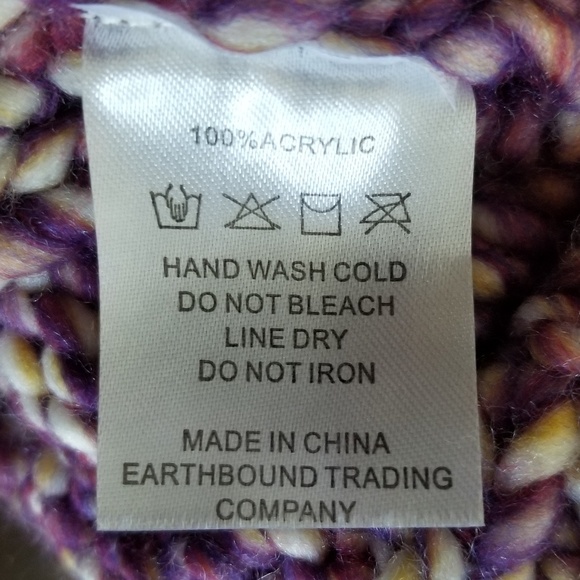 100%ACRYLIC
HAND WASH COLD
DO NOT BLEACH
LINE DRY
DO NOT IRON
MADE IN CHINA
EARTHBOUND TRADING
COMPANY